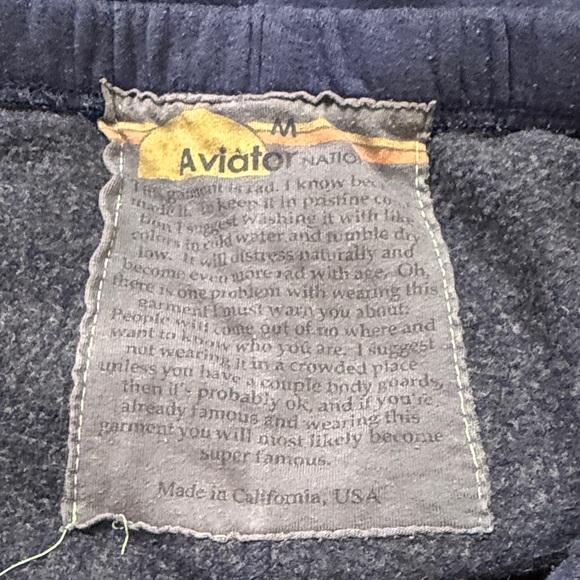 M
Aviator NATIO
This garment is rad. I know bec
made it. To keep it in pristine co
tion I suggest washing it with like
colors in cold water and tumble dry
low. It will distress naturally and
become even more rad with age. Oh,
there is one problem with wearing this
garment I must warn you about.
People will come out of no where and
want to know who you are. I suggest
not wearing it in a crowded place
unless you have a couple body guards,
then it's probably ok, and if you're
already famous and wearing this
garment you will most likely become
super famous.
Made in California, USA